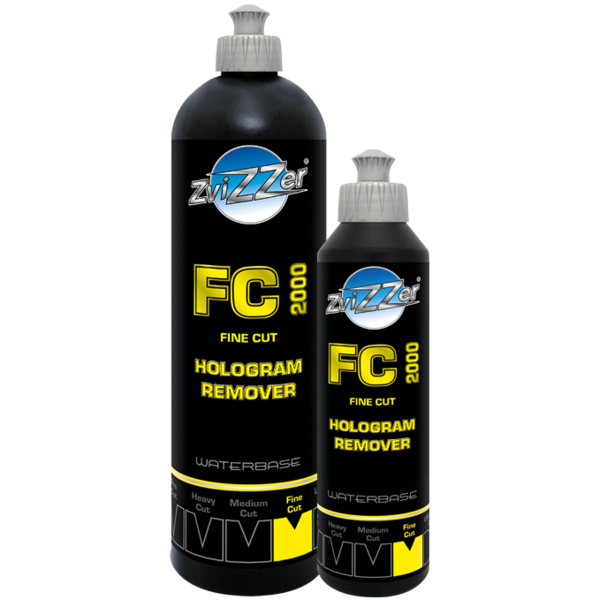 ZviZZer®
FC 2000
FINE CUT
HOLOGRAM
REMOVER
WATERBASE
Heavy
Cut
Medium
Cut
Fine
Cut
ZviZZer®
FC 2000
FINE CUT
HOLOGRAM
REMOVER
WATERBASE
Heavy
Cut
Medium
Cut
Fine
Cut